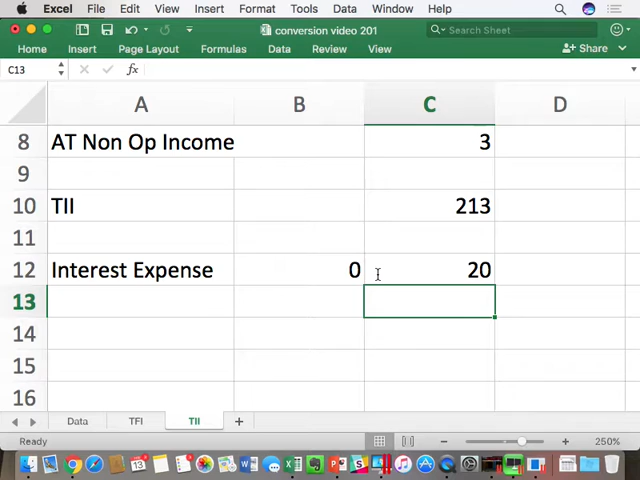 Excel File Edit View Insert Format Tools Data Window Help
conversion video 201
Search Sheet
Home Insert Page Layout Formulas Data Review View Share
C13 fx
A B C D
8 AT Non Op Income 3
9
10 TII 213
11
12 Interest Expense 0 20
13
14
15
16
Data TFI TII +
Ready 250%
13